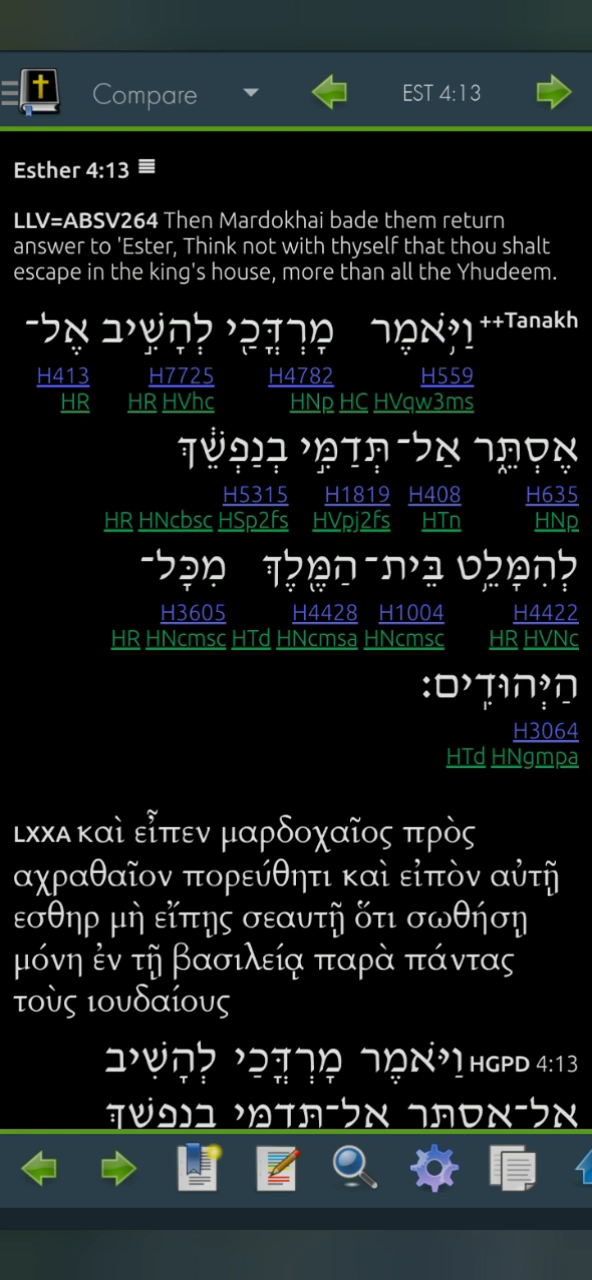 Compare
EST 4:13
Esther 4:13
LLV=ABSV264 Then Mardokhai bade them return
answer to 'Ester, Think not with thyself that thou shalt
escape in the king's house, more than all the Yhudeem.
++Tanakh וַיֹּ֥אמֶר מָרְדֳּכַ֖י לְהָשִׁ֣יב אֶל־
H559 H4782 H7725 H413
HC HVqw3ms HNp HR HVhc HR
אֶסְתֵּ֑ר אַל־תְּדַמִּ֣י בְנַפְשֵׁ֔ךְ
H635 H408 H1819 H5315
HNp HTn HVpj2fs HR HNcbsc HSp2fs
לְהִמָּלֵ֥ט בֵּית־הַמֶּ֖לֶךְ מִכָּל־
H4422 H1004 H4428 H3605
HR HVNc HNcmsc HTd HNcmsa HR HNcmsc
הַיְּהוּדִֽים׃
H3064
HTd HNgmpa
LXXA καὶ εἶπεν μαρδοχαῖος πρὸς
αχραθαῖον πορεύθητι καὶ εἰπὸν αὐτῇ
εσθηρ μὴ εἴπῃς σεαυτῇ ὅτι σωθήσῃ
μόνη ἐν τῇ βασιλείᾳ παρὰ πάντας
τοὺς ιουδαίους
HGPD 4:13 וַיֹּאמֶר מָרְדֳּכַי לְהָשִׁיב
אֶל־אֶסְתֵּר אַל־תְּדַמִּי בְנַפְשֵׁךְ